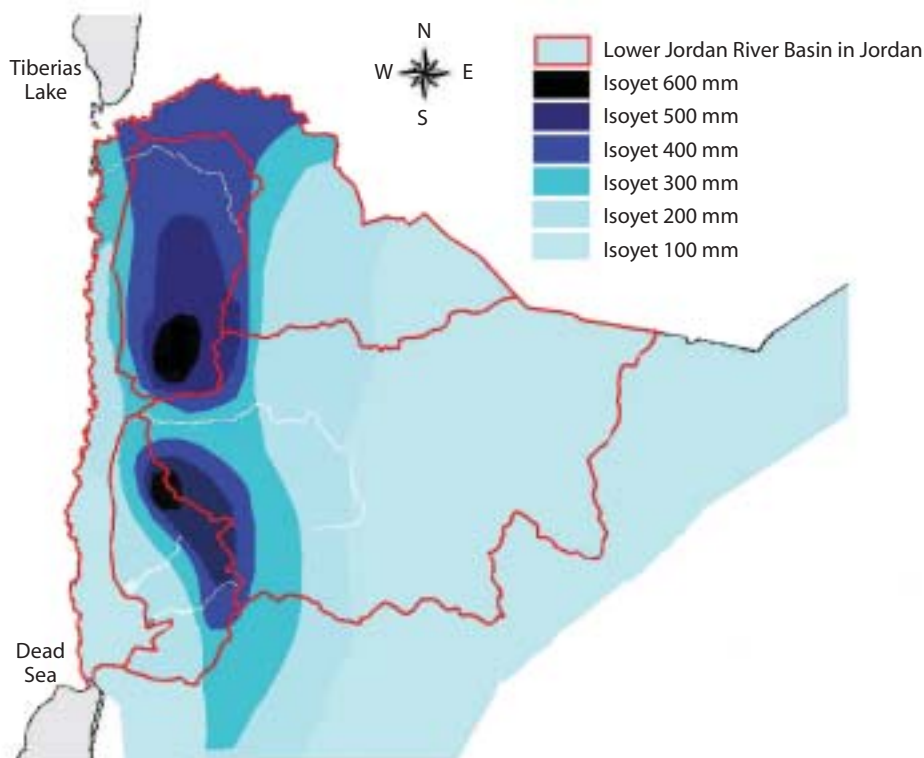 Tiberias
Lake
N
W
E
S
Lower Jordan River Basin in Jordan
Isoyet 600 mm
Isoyet 500 mm
Isoyet 400 mm
Isoyet 300 mm
Isoyet 200 mm
Isoyet 100 mm
Dead
Sea